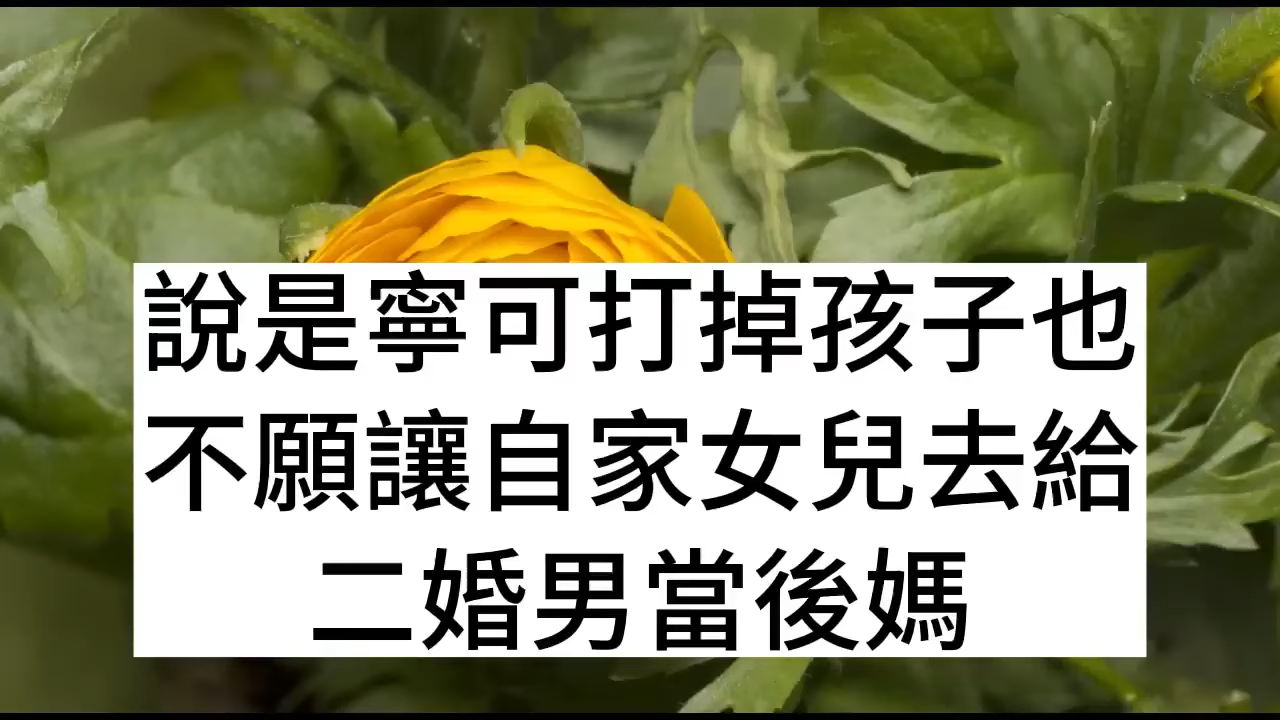 說是寧可打掉孩子也
不願讓自家女兒去給
二婚男當後媽